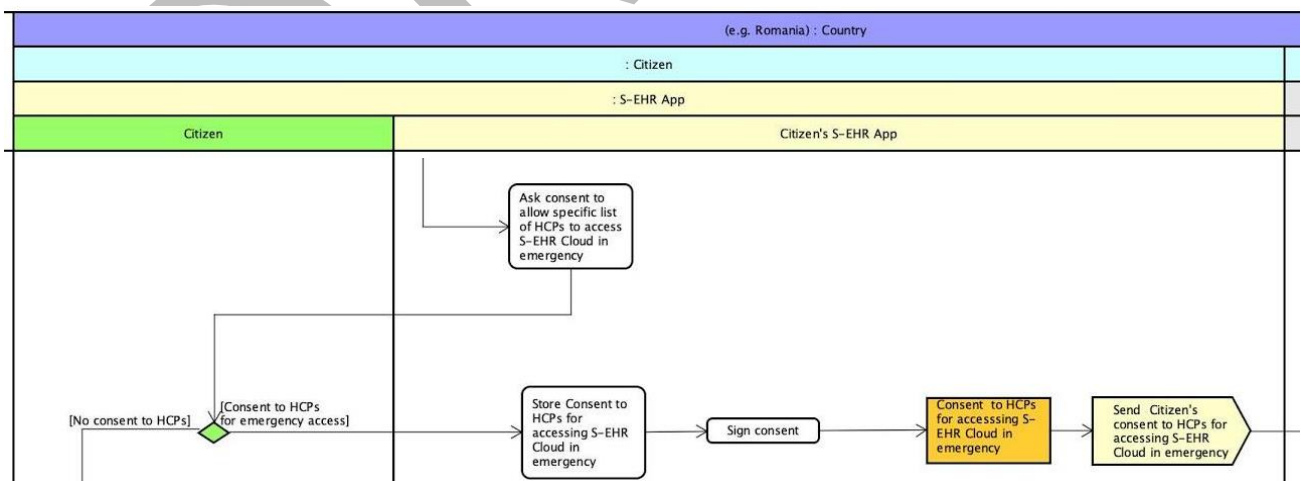 (e.g. Romania) : Country
: Citizen
: S-EHR App
Citizen
Citizen's S-EHR App
Ask consent to
allow specific list
of HCPs to access
S-EHR Cloud in
emergency
[No consent to HCPs]
[Consent to HCPs
for emergency access]
Store Consent to
HCPs for
accessing S-EHR
Cloud in
emergency
Sign consent
Consent to HCPs
for accesssing S-
EHR Cloud in
emergency
Send Citizen's
consent to HCPs for
accessing S-EHR
Cloud in emergency